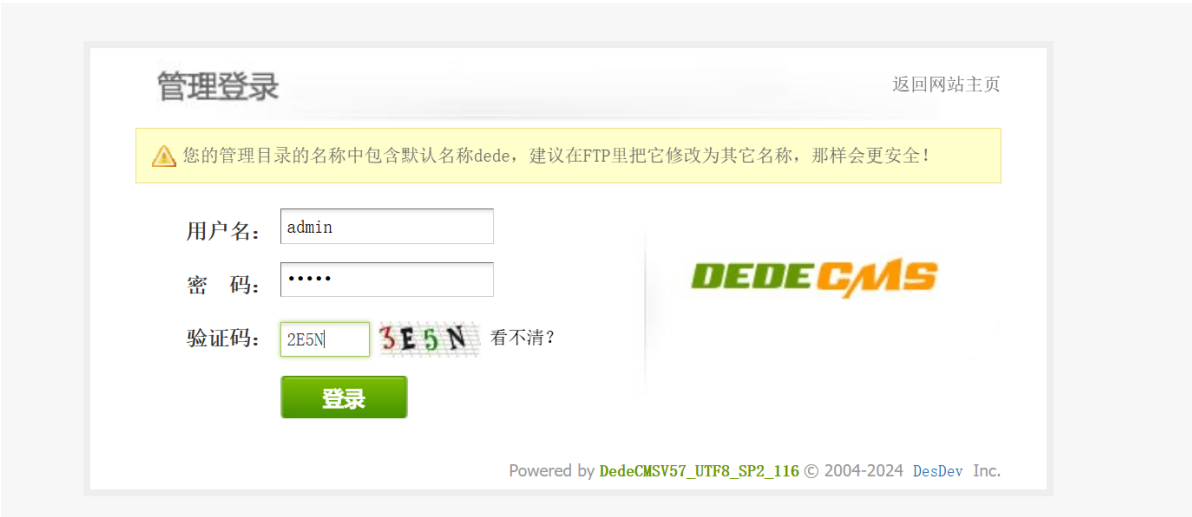 管理登录
返回网站主页
您的管理目录的名称中包含默认名称dede，建议在FTP里把它修改为其它名称，那样会更安全！
用户名： admin
密 码： •••••
验证码： 2E5N 3E5N 看不清？
登录
DEDECMS
Powered by DedeCMSV57_UTF8_SP2_116 © 2004-2024 DesDev Inc.